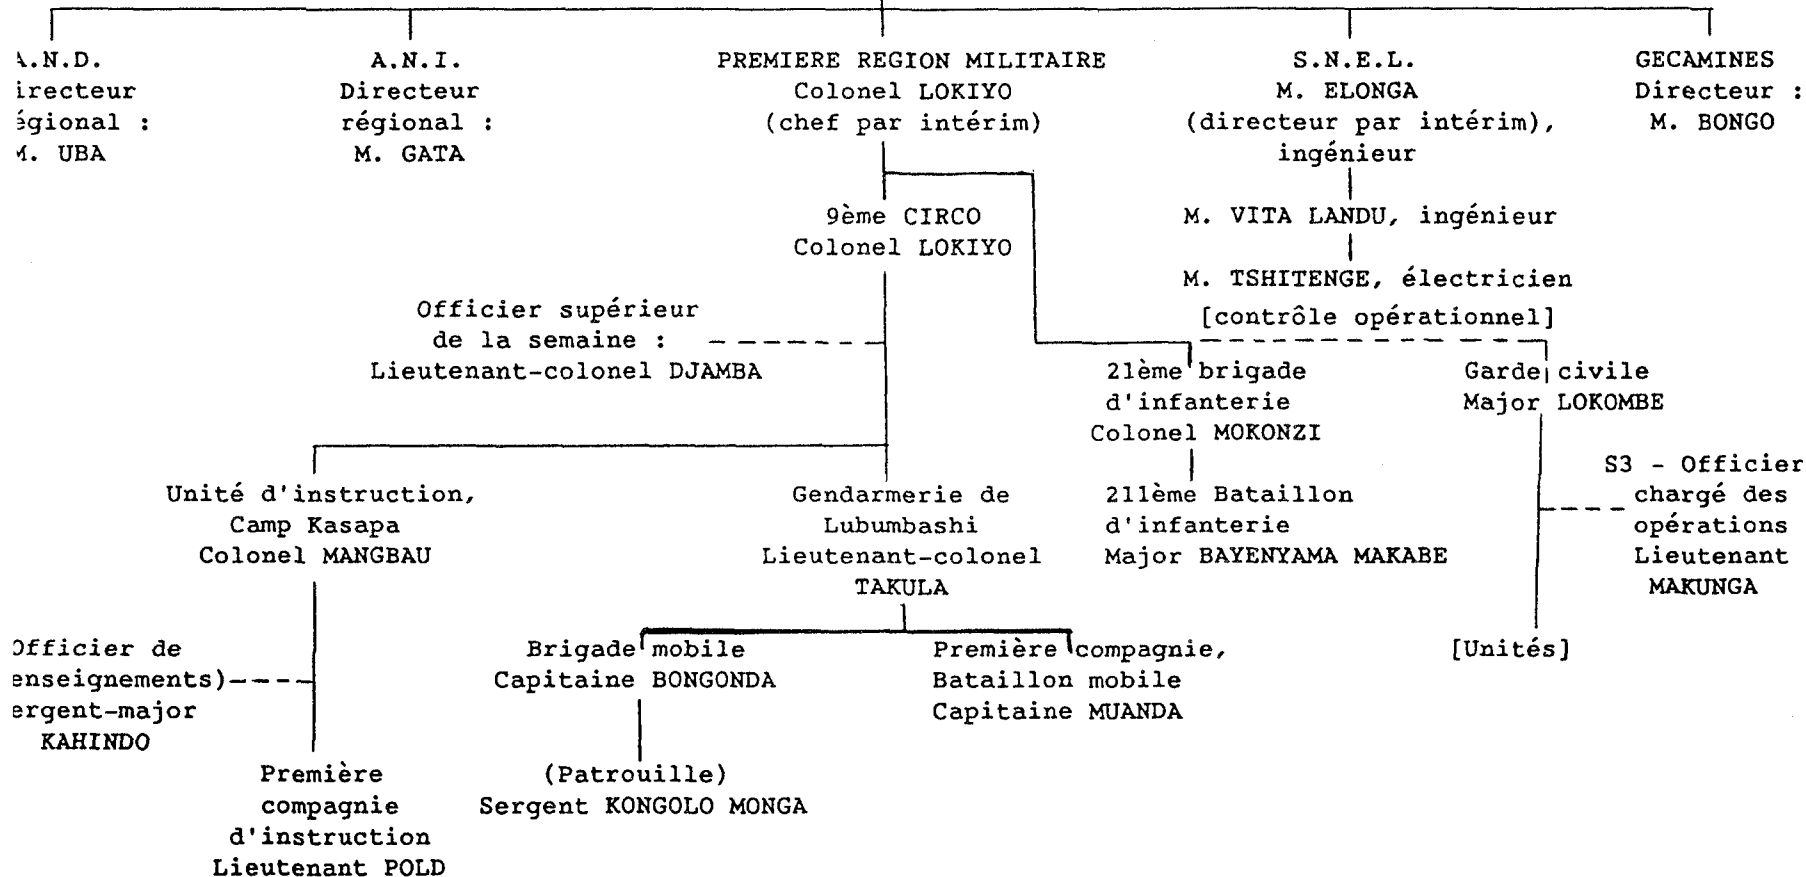 A.N.D.
irecteur
égional :
M. UBA
A.N.I.
Directeur
régional :
M. GATA
PREMIERE REGION MILITAIRE
Colonel LOKIYO
(chef par intérim)
S.N.E.L.
M. ELONGA
(directeur par intérim),
ingénieur
GECAMINES
Directeur :
M. BONGO
9ème CIRCO
Colonel LOKIYO
M. VITA LANDU, ingénieur
M. TSHITENGE, électricien
[contrôle opérationnel]
Officier supérieur
de la semaine :
Lieutenant-colonel DJAMBA
21ème brigade
d'infanterie
Colonel MOKONZI
Garde civile
Major LOKOMBE
S3 - Officier
chargé des
opérations
Lieutenant
MAKUNGA
Unité d'instruction,
Camp Kasapa
Colonel MANGBAU
Gendarmerie de
Lubumbashi
Lieutenant-colonel
TAKULA
211ème Bataillon
d'infanterie
Major BAYENYAMA MAKABE
Officier de
enseignements)
ergent-major
KAHINDO
Brigade mobile
Capitaine BONGONDA
Première compagnie,
Bataillon mobile
Capitaine MUANDA
[Unités]
Première
compagnie
d'instruction
Lieutenant POLD
(Patrouille)
Sergent KONGOLO MONGA